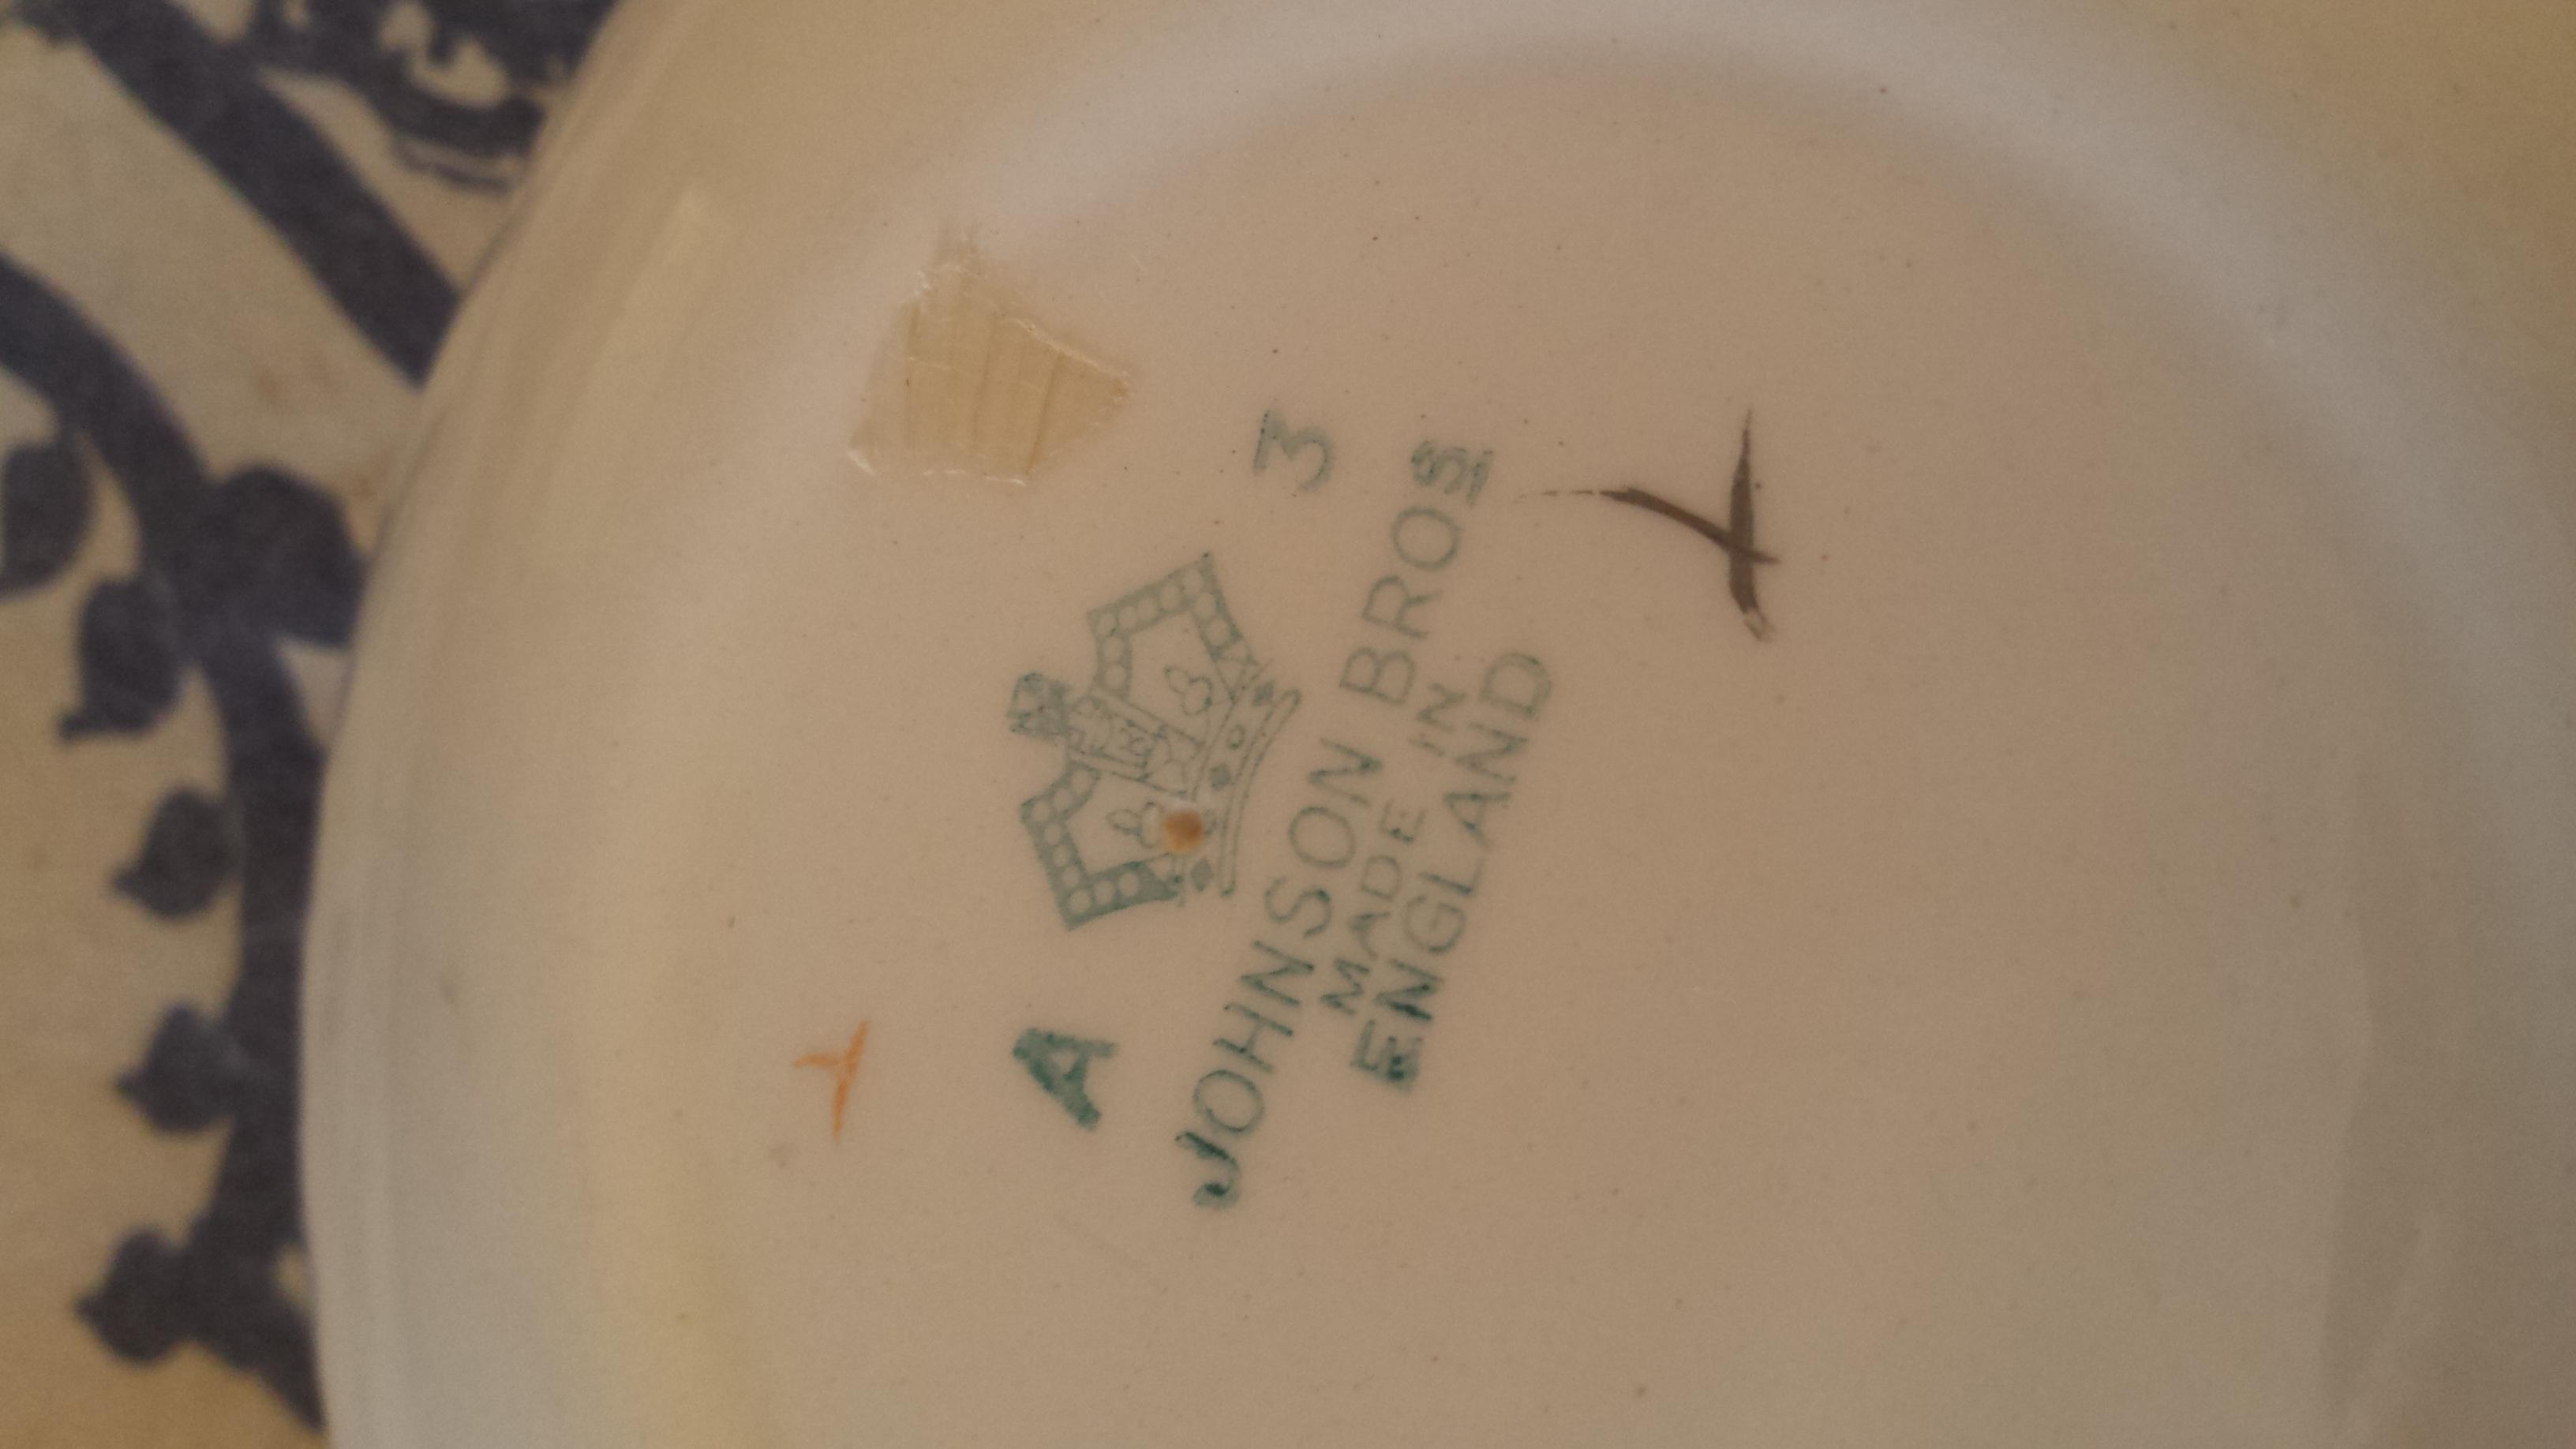 A 3
JOHNSON BROS
MADE IN
ENGLAND